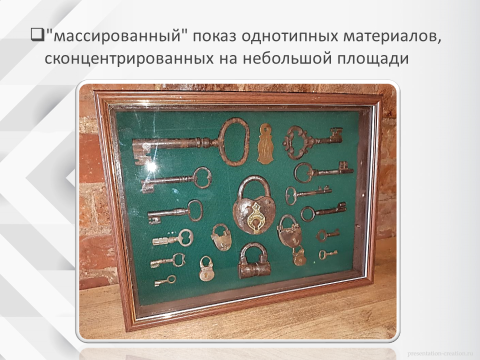 ❑"массированный" показ однотипных материалов,
сконцентрированных на небольшой площади